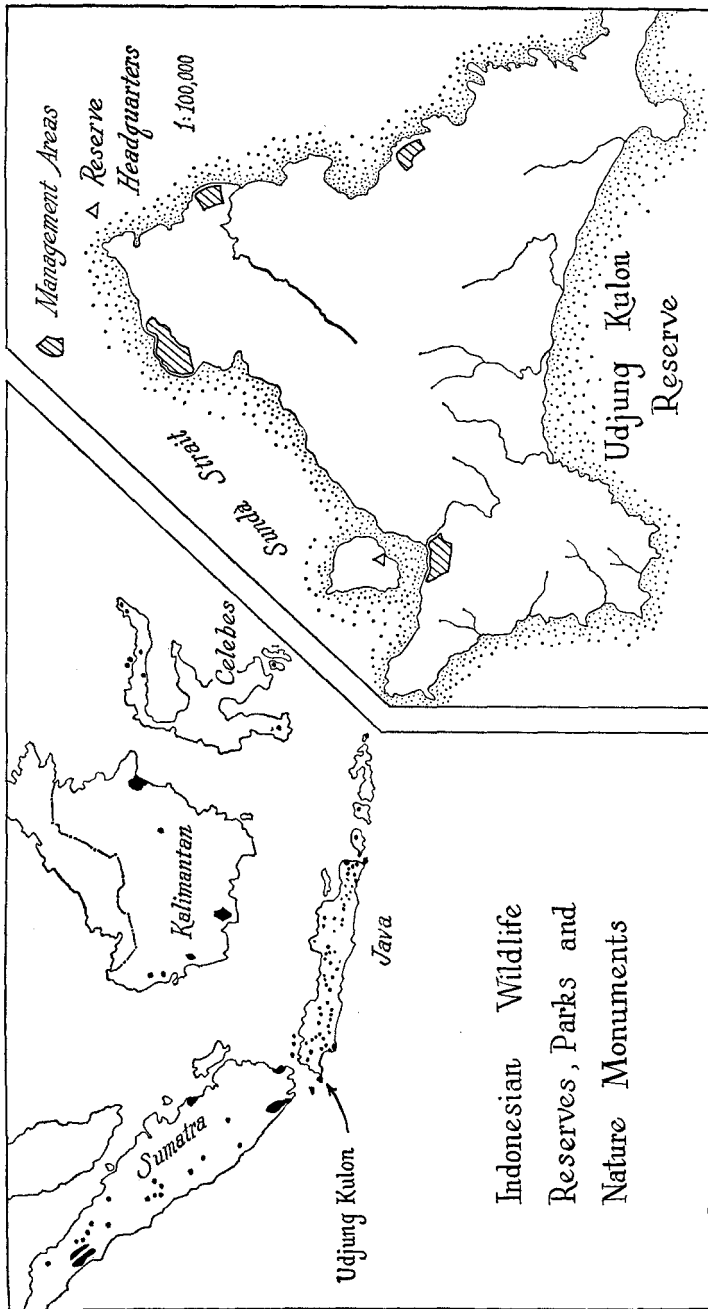 Sumatra
Kalimantan
Celebes
Java
Udjung Kulon
Indonesian Wildlife
Reserves, Parks and
Nature Monuments
Management Areas
Reserve
Headquarters
1:100,000
Sunda Strait
Udjung Kulon
Reserve